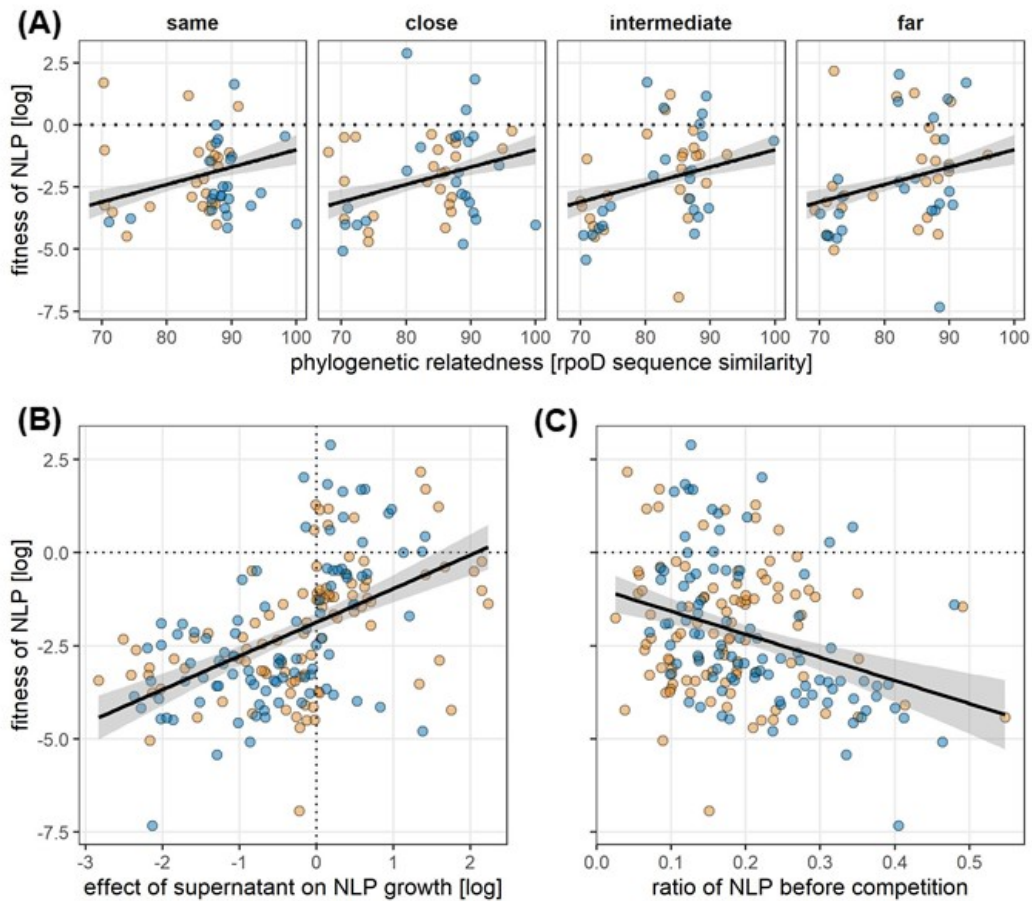 (A)
same close intermediate far
fitness of NLP [log]
2.5
0.0
-2.5
-5.0
-7.5
70 80 90 100 70 80 90 100 70 80 90 100 70 80 90 100
phylogenetic relatedness [rpoD sequence similarity]
(B) (C)
fitness of NLP [log]
2.5
0.0
-2.5
-5.0
-7.5
-3 -2 -1 0 1 2 0.0 0.1 0.2 0.3 0.4 0.5
effect of supernatant on NLP growth [log] ratio of NLP before competition